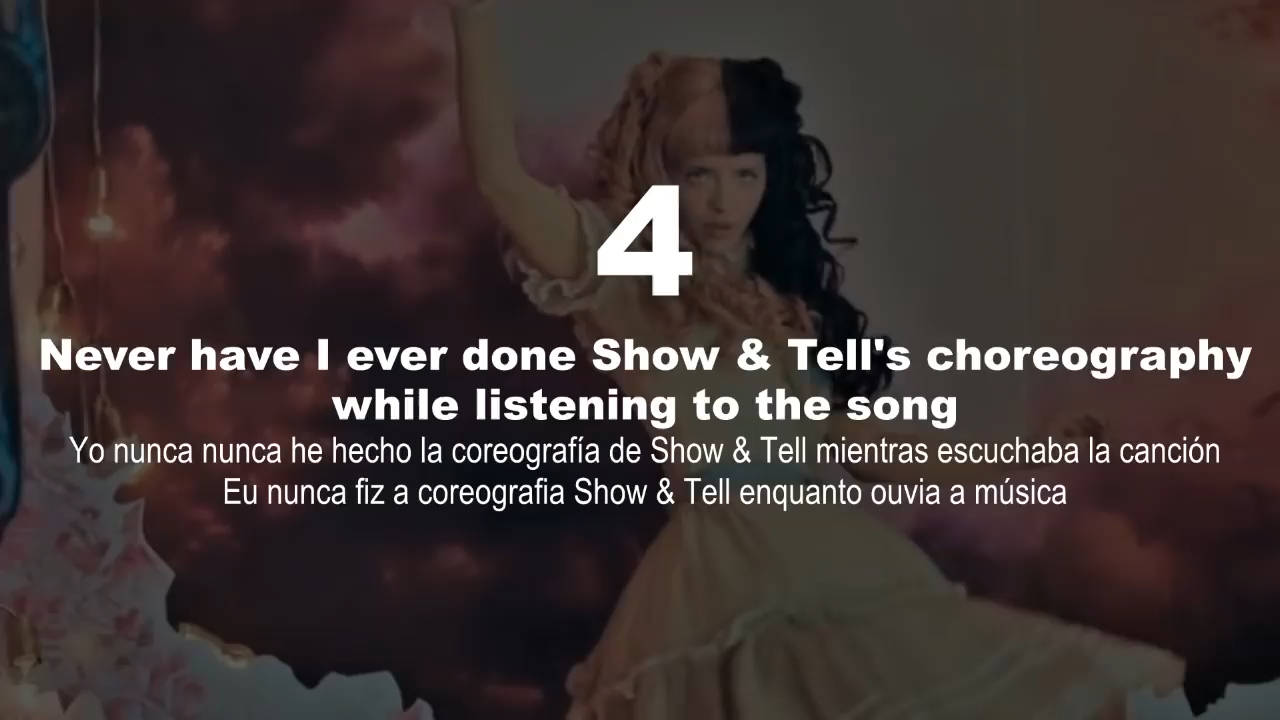 4
Never have I ever done Show & Tell's choreography
while listening to the song
Yo nunca nunca he hecho la coreografía de Show & Tell mientras escuchaba la canción
Eu nunca fiz a coreografia Show & Tell enquanto ouvia a música